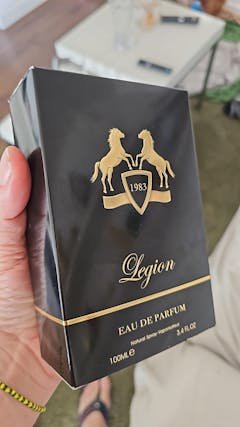 1983
Legion
EAU DE PARFUM
Natural Spray Vaporisateur
100ML℮ 3.4 FL.OZ